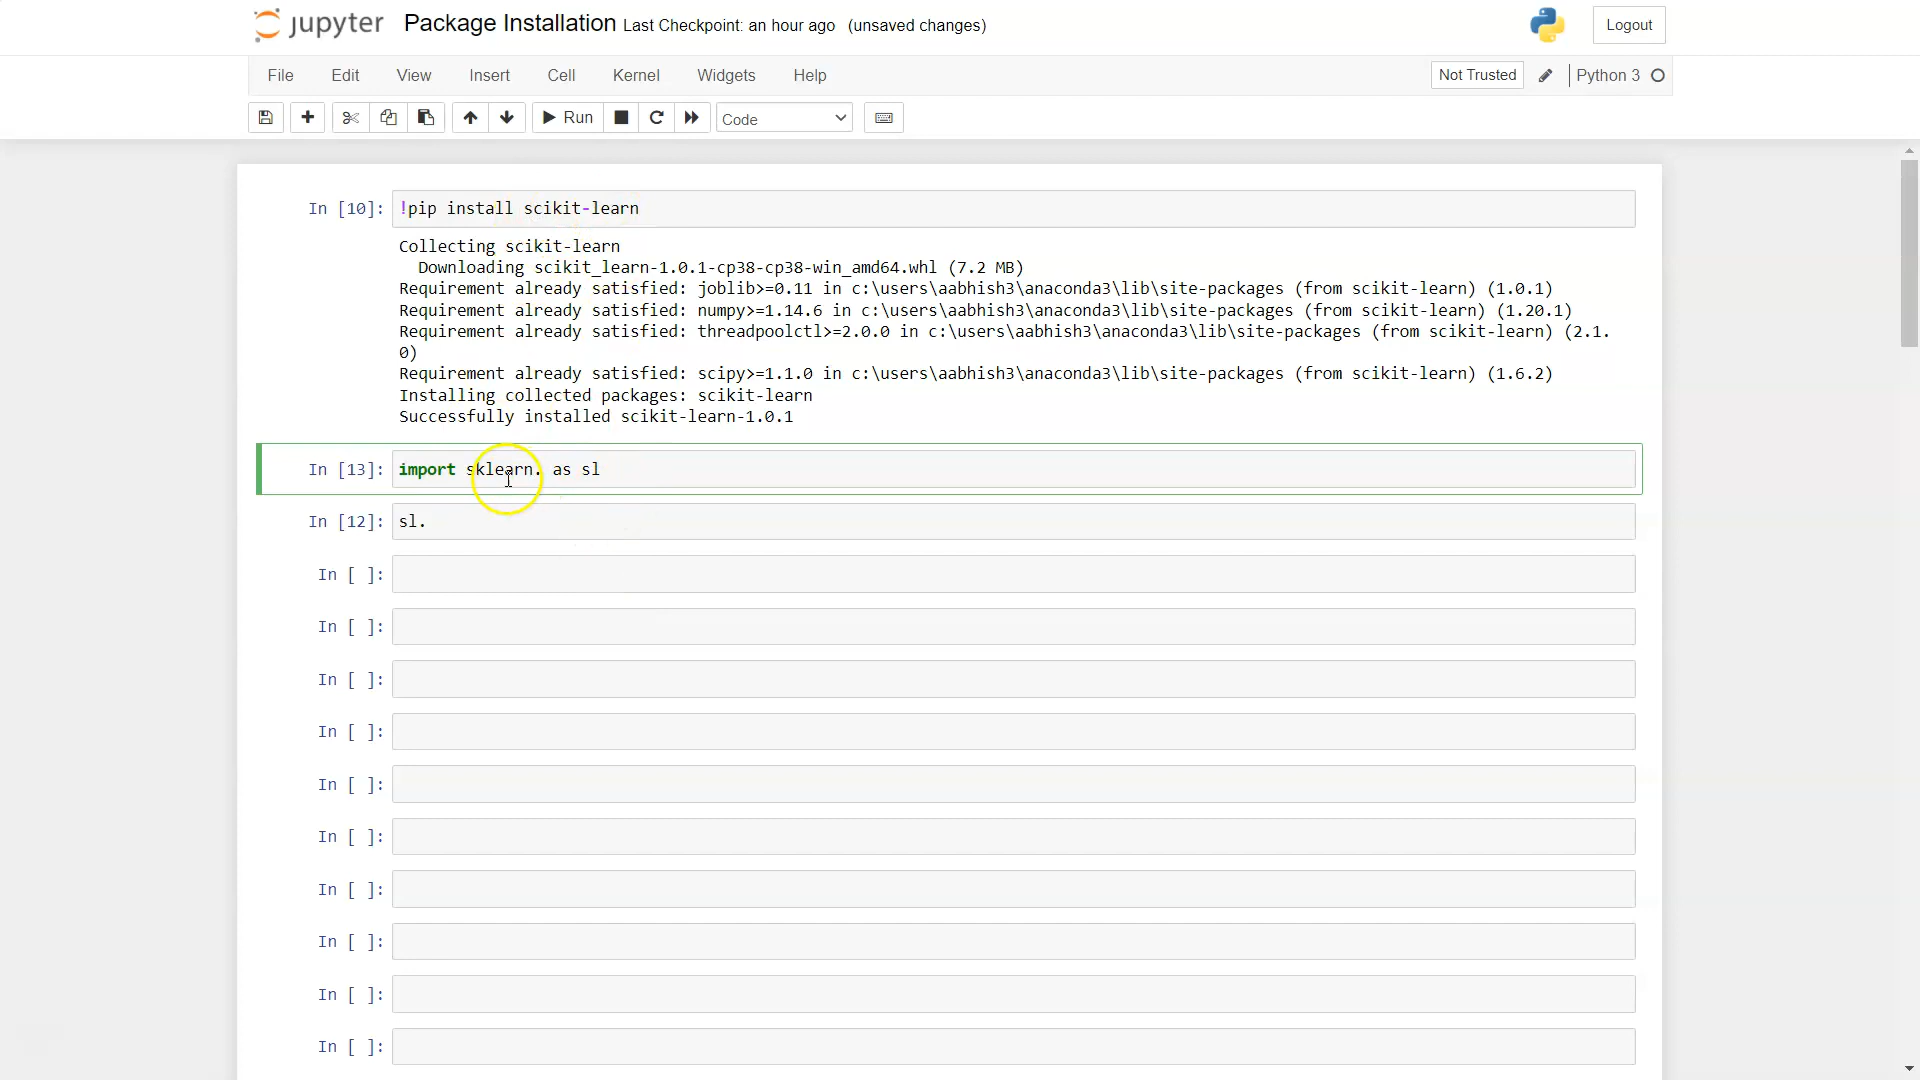 jupyter Package Installation Last Checkpoint: an hour ago (unsaved changes) Logout
File Edit View Insert Cell Kernel Widgets Help Not Trusted Python 3
Run Code
In [10]: !pip install scikit-learn
Collecting scikit-learn
Downloading scikit_learn-1.0.1-cp38-cp38-win_amd64.whl (7.2 MB)
Requirement already satisfied: joblib>=0.11 in c:\users\aabhish3\anaconda3\lib\site-packages (from scikit-learn) (1.0.1)
Requirement already satisfied: numpy>=1.14.6 in c:\users\aabhish3\anaconda3\lib\site-packages (from scikit-learn) (1.20.1)
Requirement already satisfied: threadpoolctl>=2.0.0 in c:\users\aabhish3\anaconda3\lib\site-packages (from scikit-learn) (2.1.
0)
Requirement already satisfied: scipy>=1.1.0 in c:\users\aabhish3\anaconda3\lib\site-packages (from scikit-learn) (1.6.2)
Installing collected packages: scikit-learn
Successfully installed scikit-learn-1.0.1
In [13]: import sklearn. as sl
In [12]: sl.
In [ ]:
In [ ]:
In [ ]:
In [ ]:
In [ ]:
In [ ]:
In [ ]:
In [ ]:
In [ ]:
In [ ]: